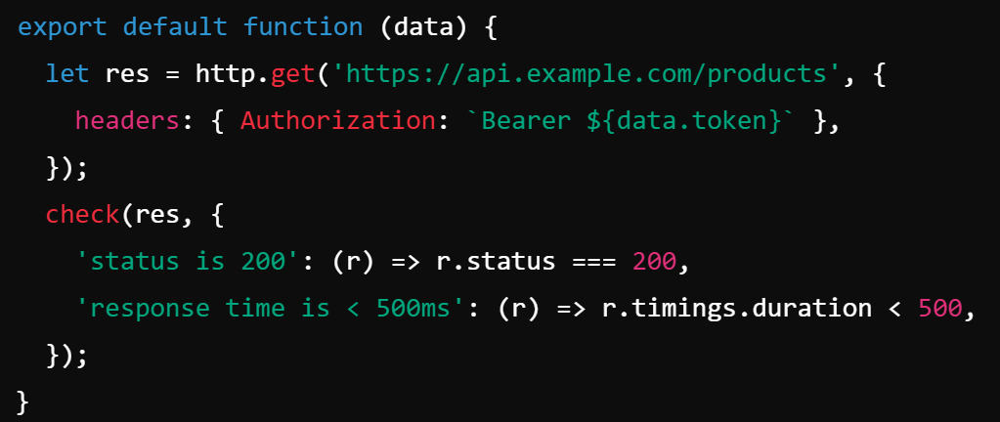 export default function (data) {
  let res = http.get('https://api.example.com/products', {
    headers: { Authorization: `Bearer ${data.token}` },
  });
  check(res, {
    'status is 200': (r) => r.status === 200,
    'response time is < 500ms': (r) => r.timings.duration < 500,
  });
}